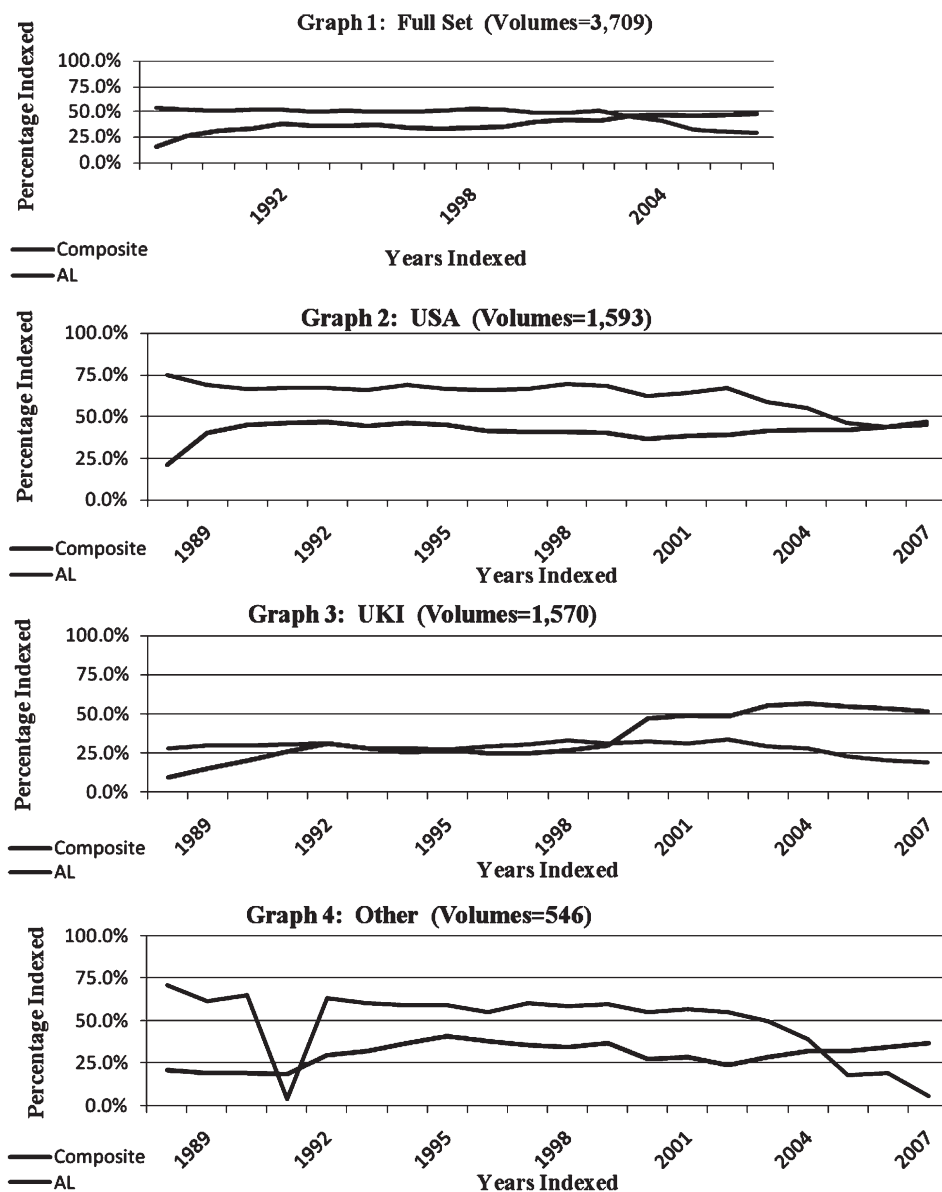 Graph 1: Full Set (Volumes=3,709)
Percentage Indexed
100.0%
75.0%
50.0%
25.0%
0.0%
1992
1998
2004
Composite
AL
Years Indexed
Graph 2: USA (Volumes=1,593)
Percentage Indexed
100.0%
75.0%
50.0%
25.0%
0.0%
1989
1992
1995
1998
2001
2004
2007
Composite
AL
Years Indexed
Graph 3: UKI (Volumes=1,570)
Percentage Indexed
100.0%
75.0%
50.0%
25.0%
0.0%
1989
1992
1995
1998
2001
2004
2007
Composite
AL
Years Indexed
Graph 4: Other (Volumes=546)
Percentage Indexed
100.0%
75.0%
50.0%
25.0%
0.0%
1989
1992
1995
1998
2001
2004
2007
Composite
AL
Years Indexed